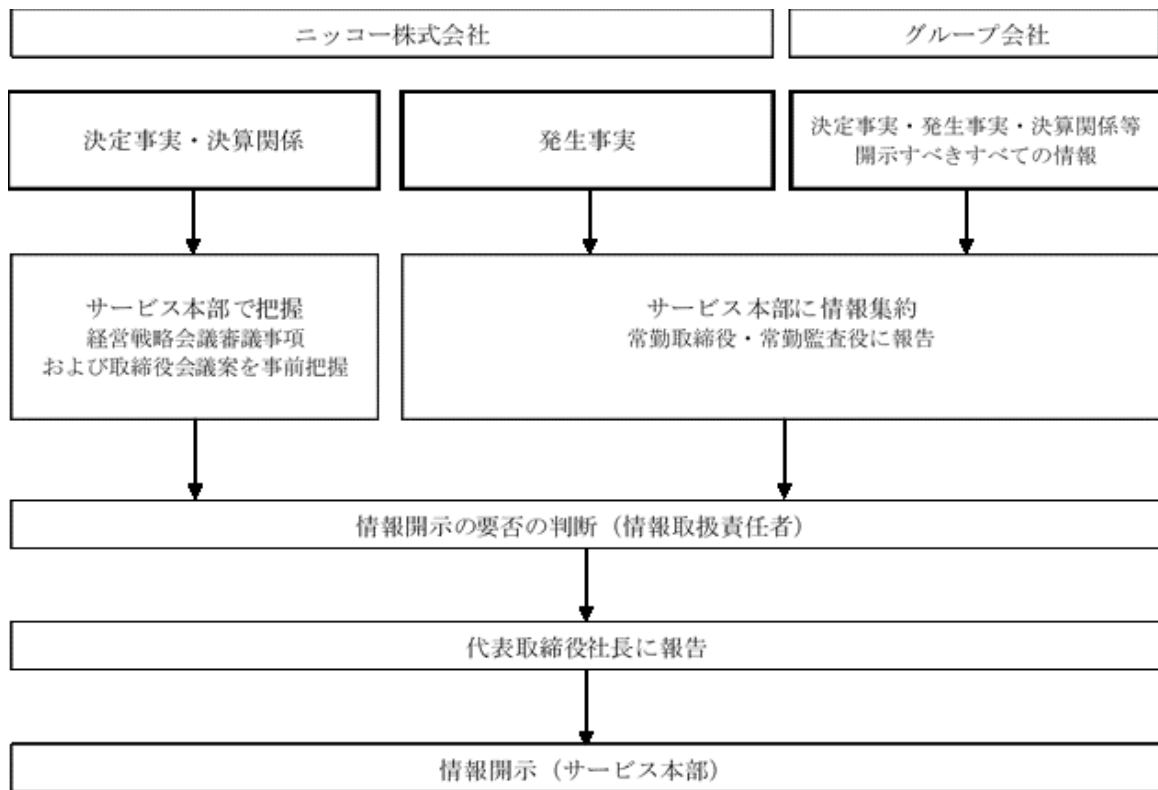 ニッコー株式会社
グループ会社
決定事実・決算関係
発生事実
決定事実・発生事実・決算関係等
開示すべきすべての情報
サービス本部で把握
経営戦略会議審議事項
および取締役会議案を事前把握
サービス本部に情報集約
常勤取締役・常勤監査役に報告
情報開示の要否の判断（情報取扱責任者）
代表取締役社長に報告
情報開示（サービス本部）